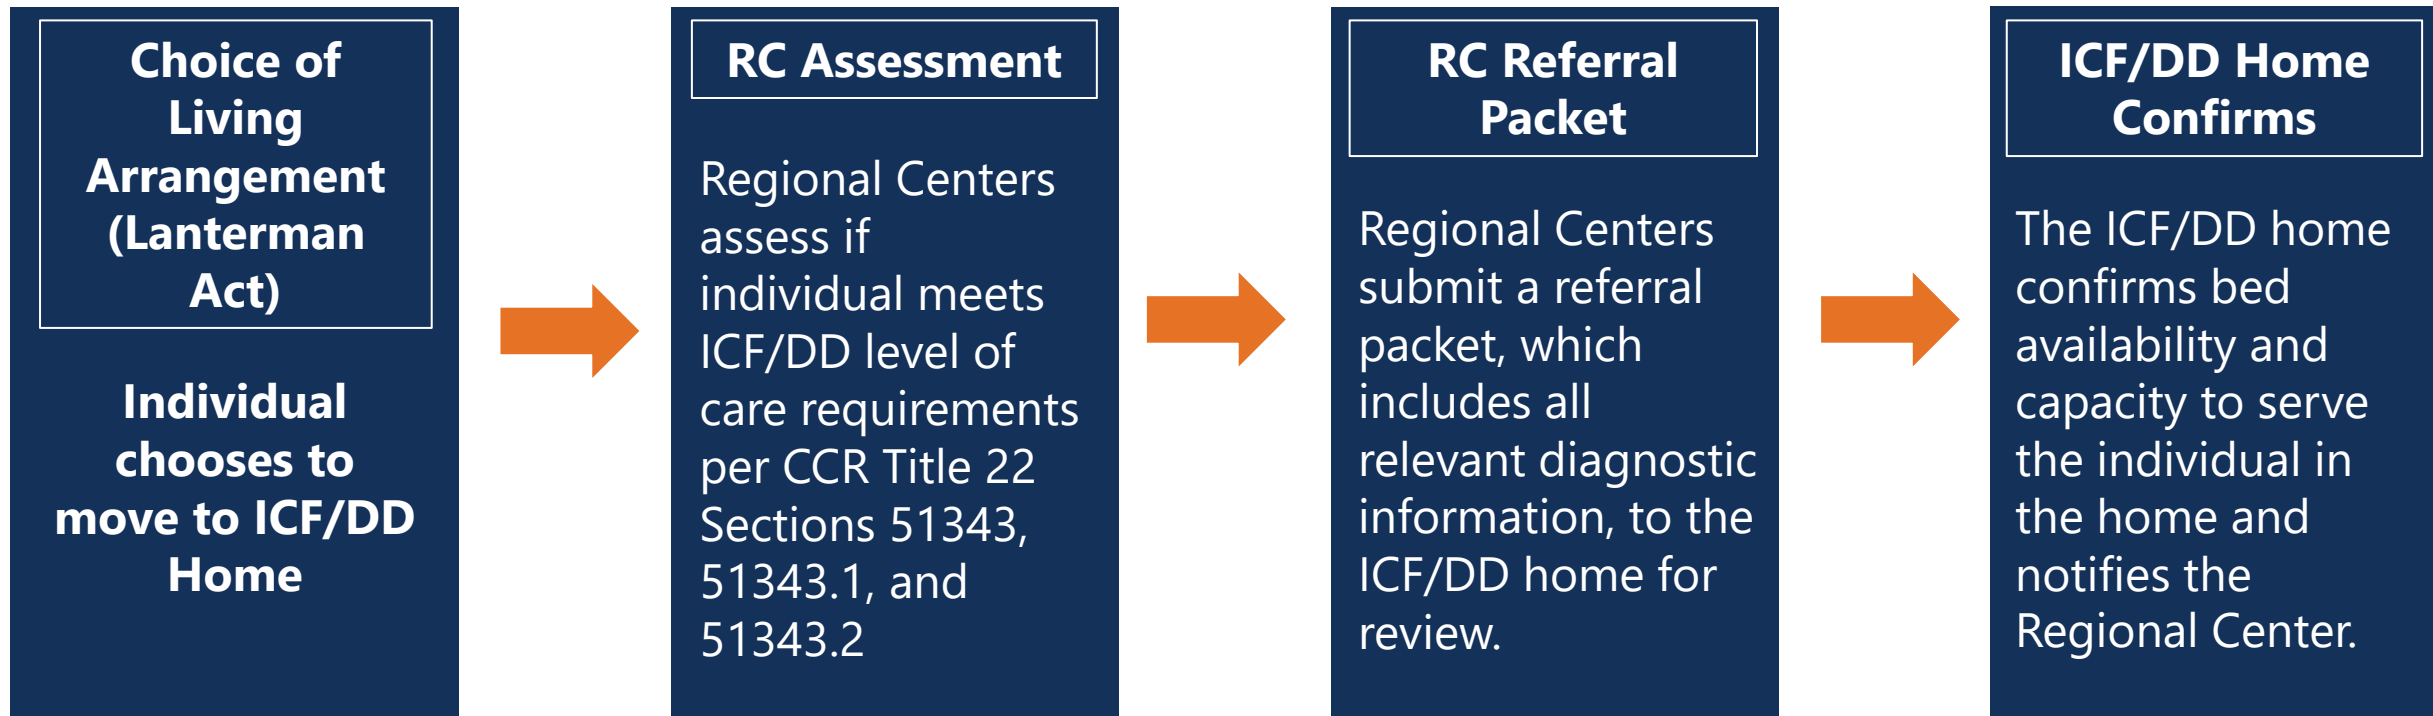 Choice of
Living
Arrangement
(Lanterman
Act)
Individual
chooses to
move to ICF/DD
Home
RC Assessment
Regional Centers
assess if
individual meets
ICF/DD level of
care requirements
per CCR Title 22
Sections 51343,
51343.1, and
51343.2
RC Referral
Packet
Regional Centers
submit a referral
packet, which
includes all
relevant diagnostic
information, to the
ICF/DD home for
review.
ICF/DD Home
Confirms
The ICF/DD home
confirms bed
availability and
capacity to serve
the individual in
the home and
notifies the
Regional Center.